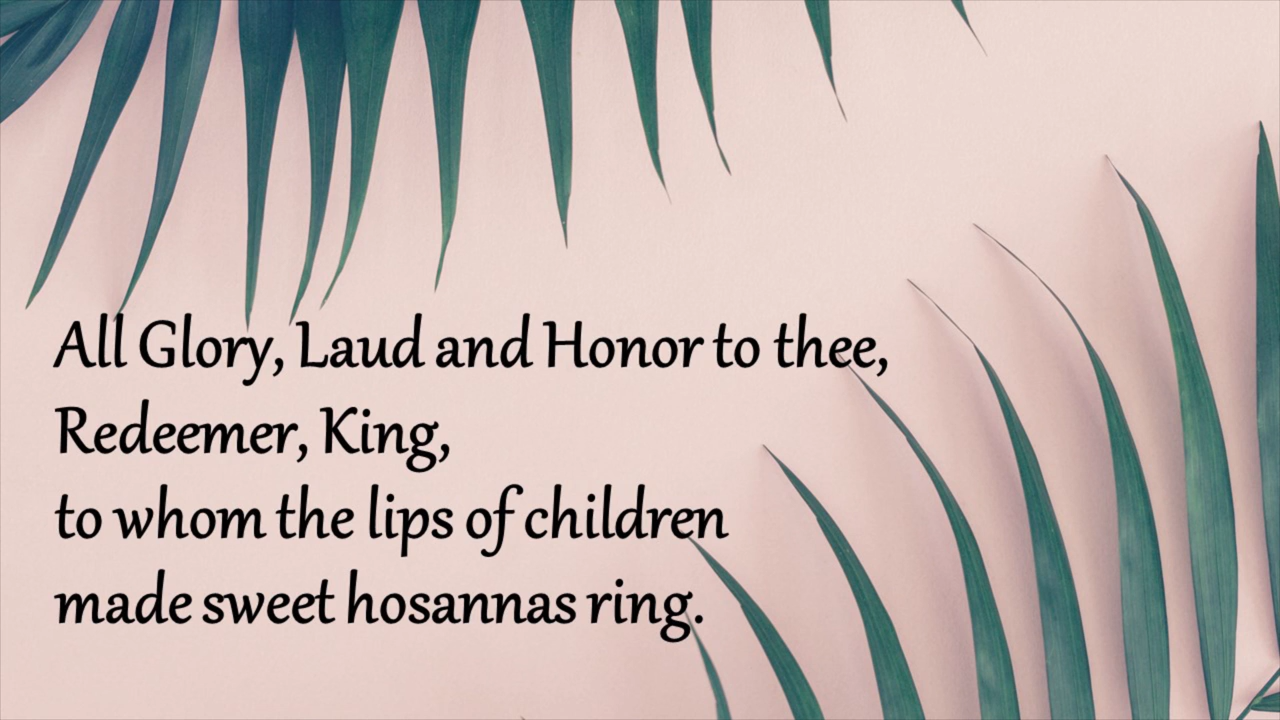 All Glory, Laud and Honor to thee,
Redeemer, King,
to whom the lips of children
made sweet hosannas ring.